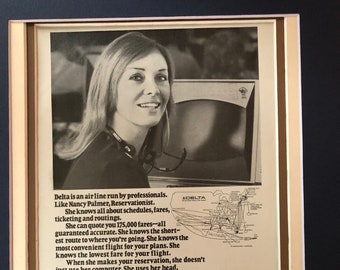 Delta is an air line run by professionals.
Like Nancy Palmer, Reservationist.
She knows all about schedules, fares,
ticketing and routings.
She can quote you 175,000 fares—all
guaranteed accurate. She knows the short-
est route to where you're going. She knows the
most convenient flight for your plans. She
knows the lowest fare for your flight.
When she makes your reservation, she doesn't
just use her computer. She uses her head.
DELTA